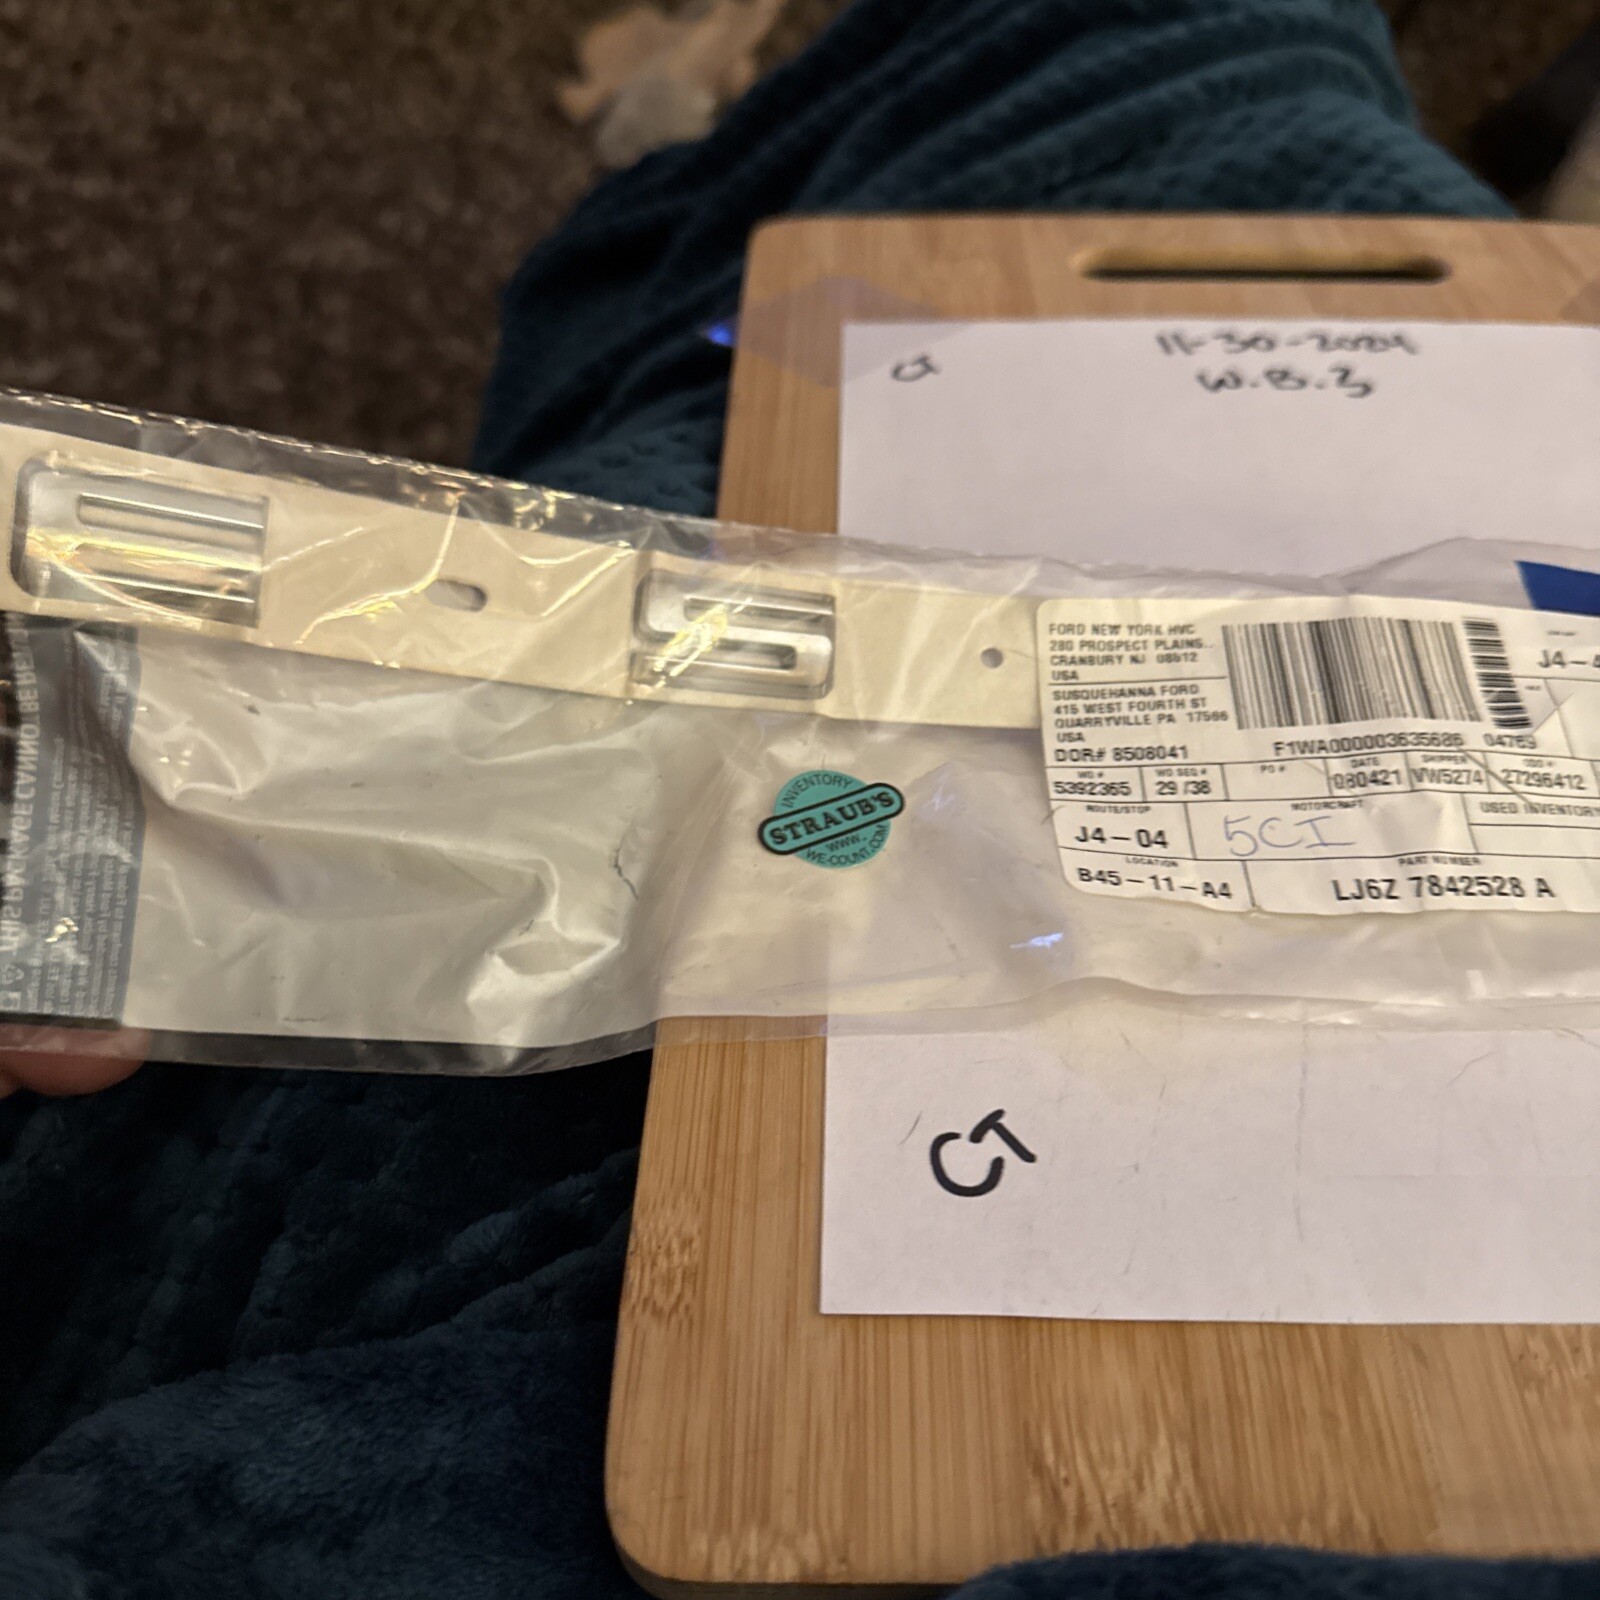 CT
11-30-2024
W.B.3
E
S
FORD NEW YORK HVC
280 PROSPECT PLAINS..
CRANBURY NJ 08512
USA
SUSQUEHANNA FORD
415 WEST FOURTH ST
QUARRYVILLE PA 17566
USA
DOR# 8508041
F1WA000003635686 04789
J4-4
WO #
5392365
WO SEQ #
29 /38
PO #
DATE
080421
SHIPPER
VW5274
ODO #
27296412
ROUTE/STOP
J4-04
MOTORCRAFT
5CI
USED INVENTORY
LOCATION
B45-11-A4
PART NUMBER
LJ6Z 7842528 A
INVENTORY
STRAUB'S
WWW.
WE-COUNT.COM
CT